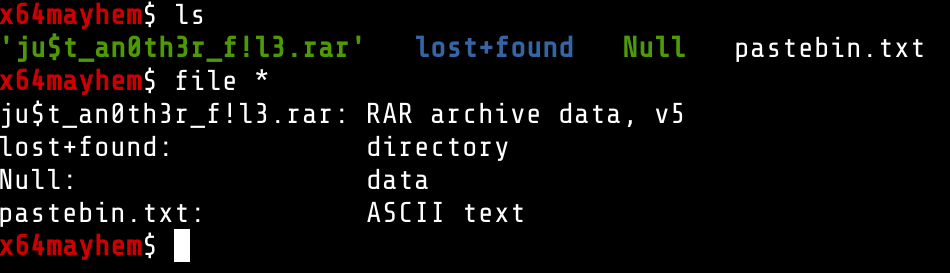 x64mayhem$ ls
'ju$t_an0th3r_f!l3.rar' lost+found Null pastebin.txt
x64mayhem$ file *
ju$t_an0th3r_f!l3.rar: RAR archive data, v5
lost+found: directory
Null: data
pastebin.txt: ASCII text
x64mayhem$